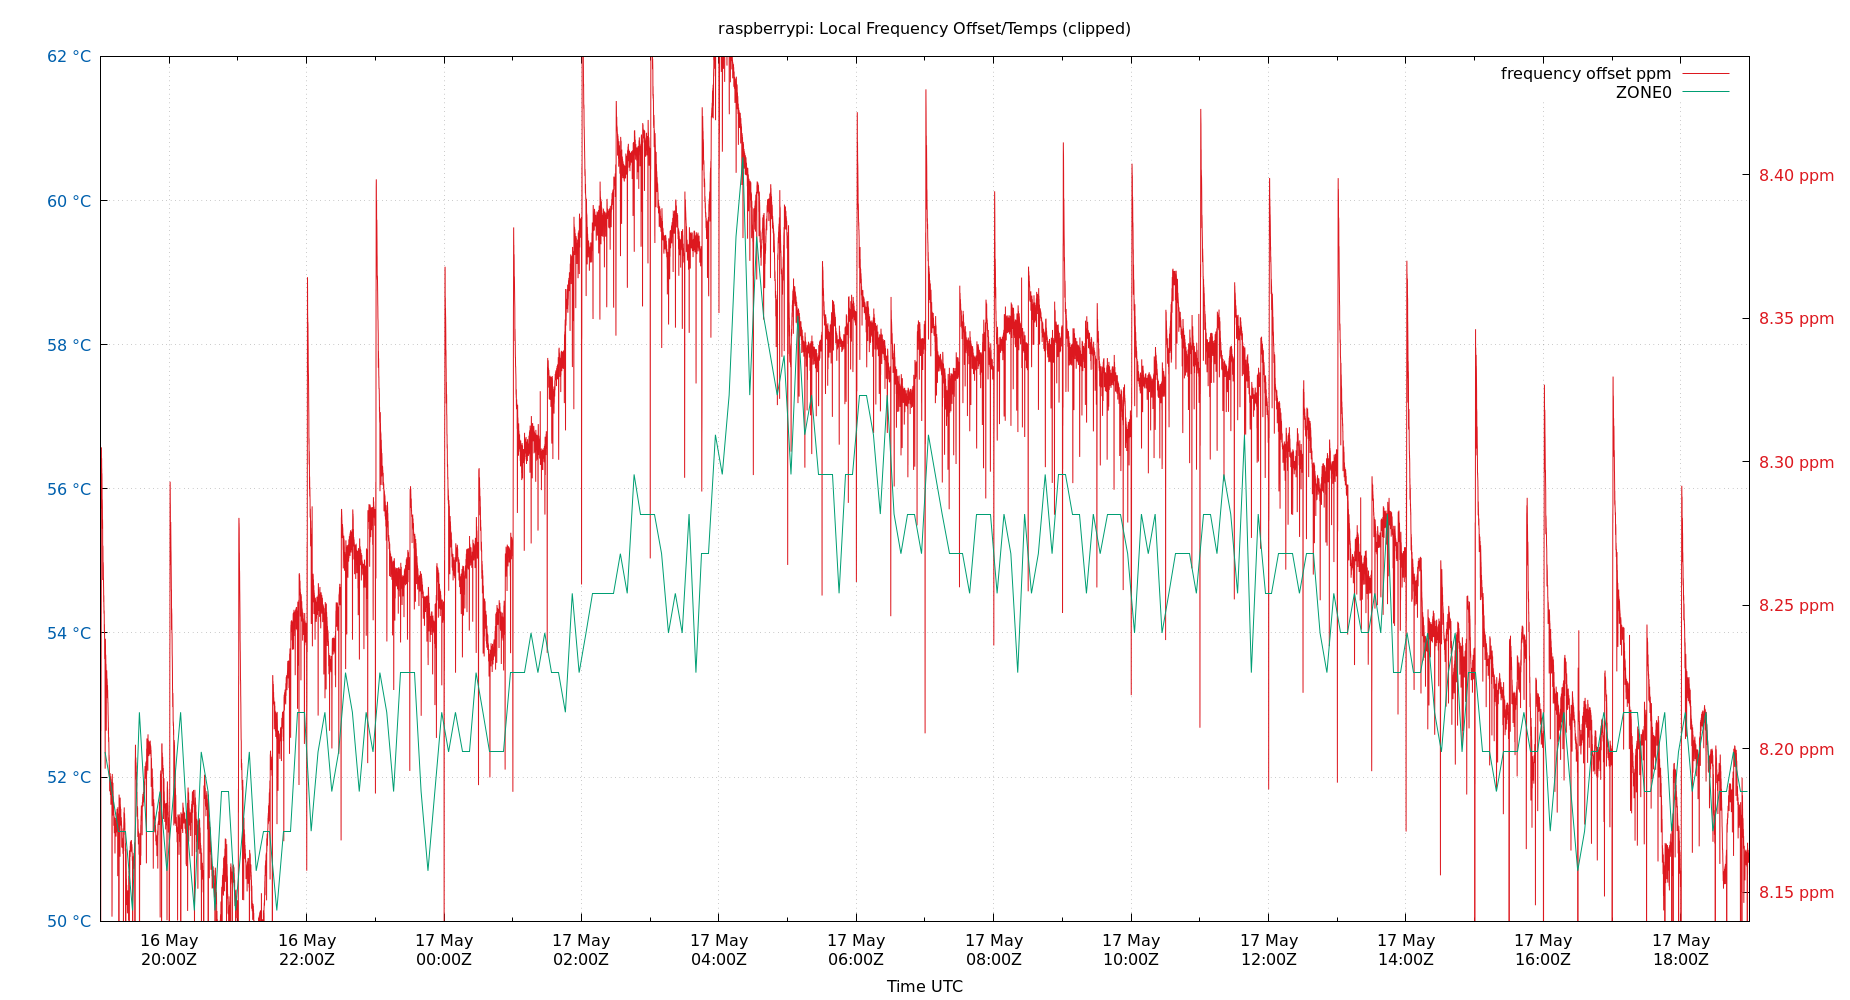 raspberrypi: Local Frequency Offset/Temps (clipped)
frequency offset ppm
ZONE0
62 °C
60 °C
58 °C
56 °C
54 °C
52 °C
50 °C
8.40 ppm
8.35 ppm
8.30 ppm
8.25 ppm
8.20 ppm
8.15 ppm
16 May
20:00Z
16 May
22:00Z
17 May
00:00Z
17 May
02:00Z
17 May
04:00Z
17 May
06:00Z
17 May
08:00Z
17 May
10:00Z
17 May
12:00Z
17 May
14:00Z
17 May
16:00Z
17 May
18:00Z
Time UTC